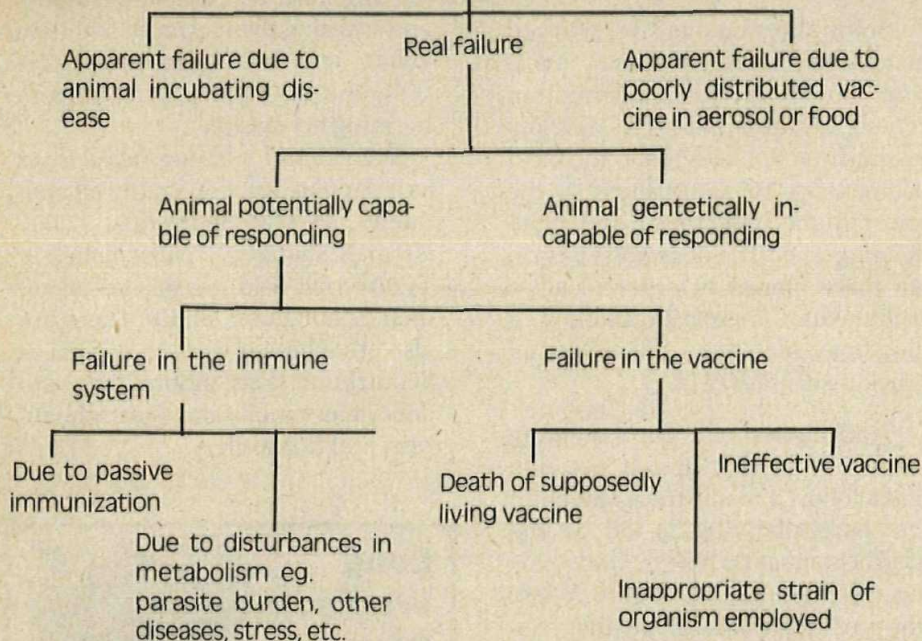 Apparent failure due to
animal incubating dis-
ease
Real failure
Apparent failure due to
poorly distributed vac-
cine in aerosol or food
Animal potentially capa-
ble of responding
Animal gentetically in-
capable of responding
Failure in the immune
system
Failure in the vaccine
Due to passive
immunization
Due to disturbances in
metabolism eg.
parasite burden, other
diseases, stress, etc.
Death of supposedly
living vaccine
Inappropriate strain of
organism employed
Ineffective vaccine